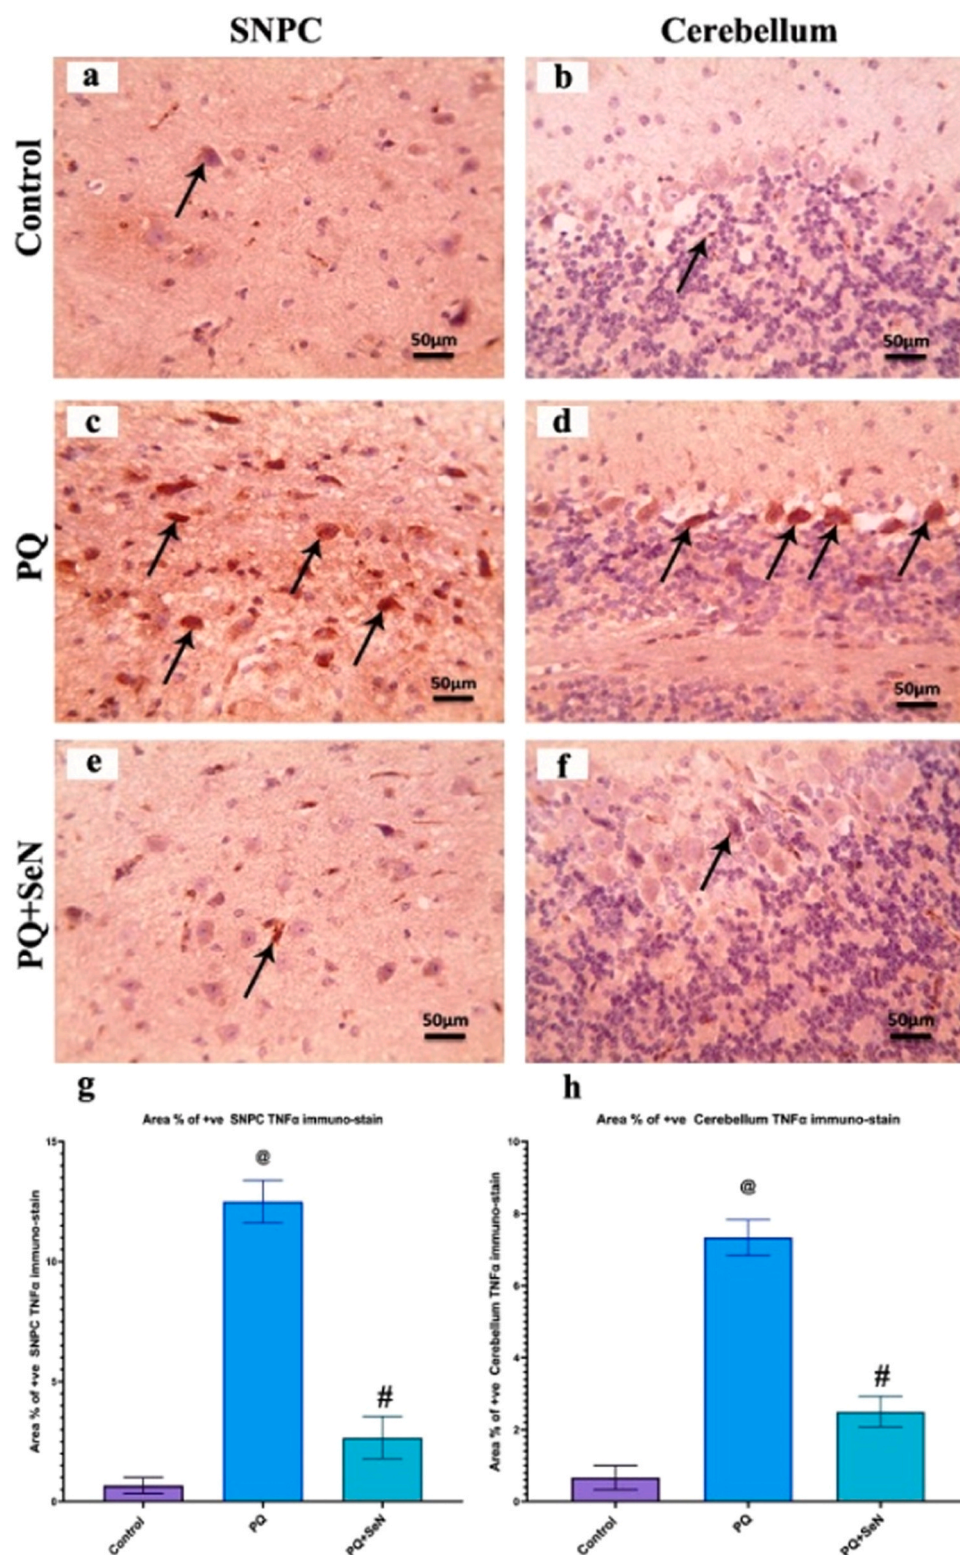 SNPC Cerebellum
Control
a
b
50µm
50µm
PQ
c
d
50µm
50µm
PQ+SeN
e
f
50µm
50µm
g
Area % of +ve SNPC TNFα immuno-stain
Area % of +ve SNPC TNFα immuno-stain
15
10
5
0
@
#
Control
PQ
PQ+SeN
h
Area % of +ve Cerebellum TNFα immuno-stain
Area % of +ve Cerebellum TNFα immuno-stain
10
8
6
4
2
0
@
#
Control
PQ
PQ+SeN